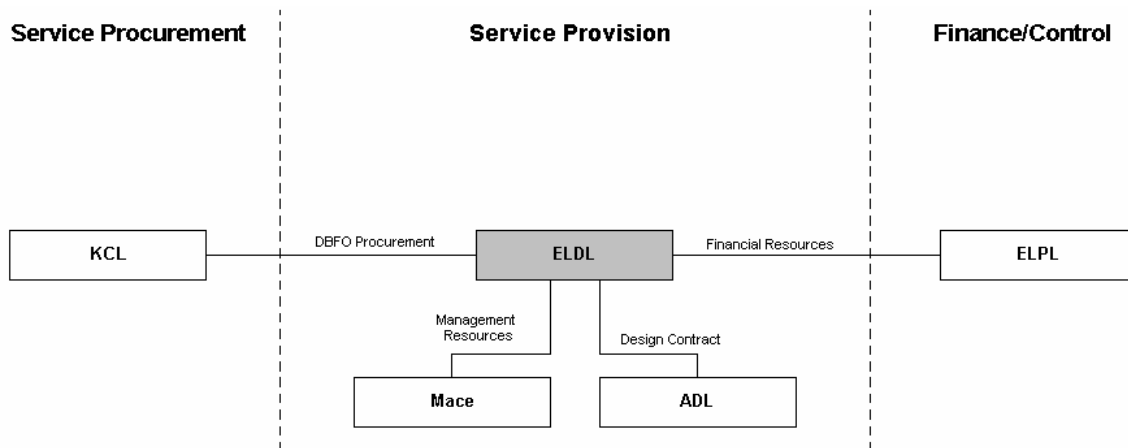 Service Procurement
Service Provision
Finance/Control
KCL
DBFO Procurement
ELDL
Financial Resources
ELPL
Management
Resources
Design Contract
Mace
ADL